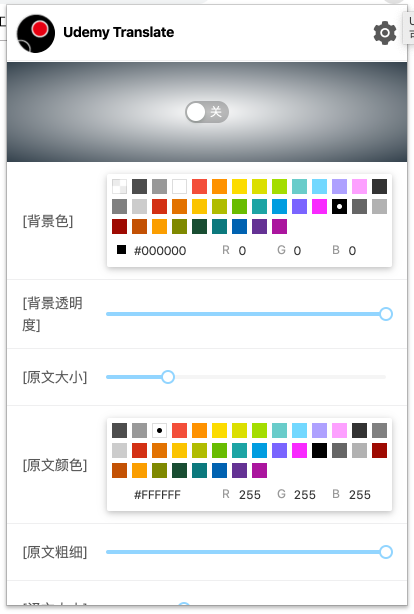 Udemy Translate
关
[背景色]
#000000 R 0 G 0 B 0
[背景透明
度]
[原文大小]
[原文颜色]
#FFFFFF R 255 G 255 B 255
[原文粗细]